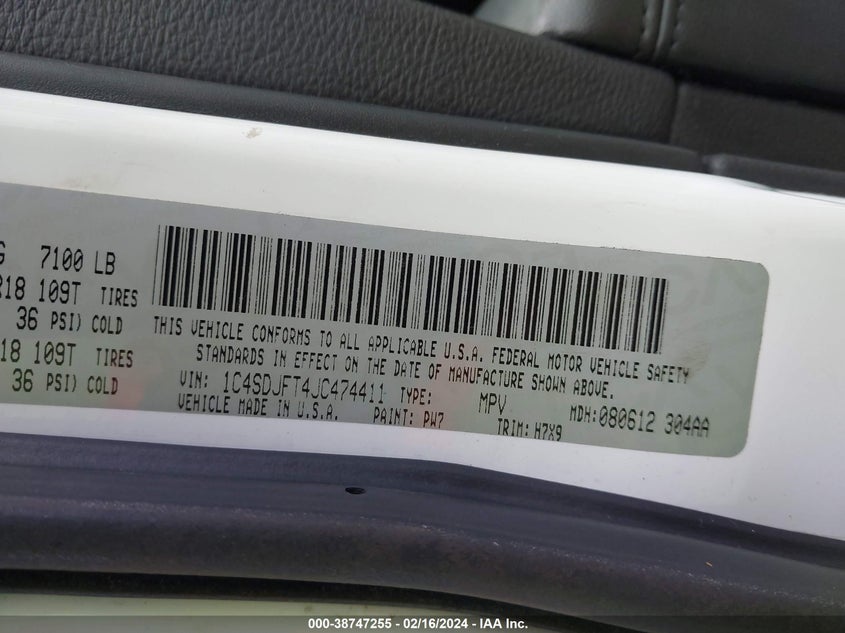 G 7100 LB
R18 109T TIRES
36 PSI) COLD
18 109T TIRES
36 PSI) COLD
THIS VEHICLE CONFORMS TO ALL APPLICABLE U.S.A. FEDERAL MOTOR VEHICLE SAFETY
STANDARDS IN EFFECT ON THE DATE OF MANUFACTURE SHOWN ABOVE.
VIN: 1C4SDJFT4JC474411 TYPE: MPV MDH:080612 304AA
VEHICLE MADE IN U.S.A. PAINT: PW7 TRIM: H7X9
000-38747255 - 02/16/2024 - IAA Inc.